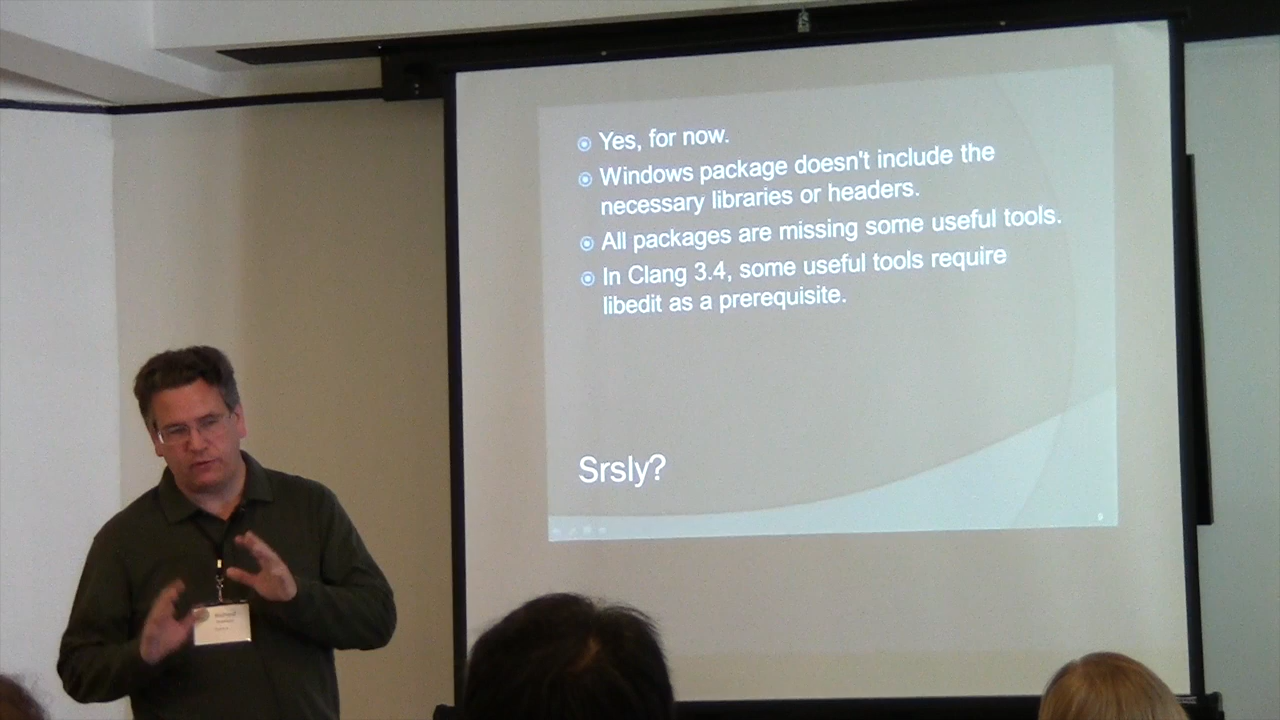 Yes, for now.
Windows package doesn't include the
necessary libraries or headers.
All packages are missing some useful tools.
In Clang 3.4, some useful tools require
libedit as a prerequisite.
Srsly?